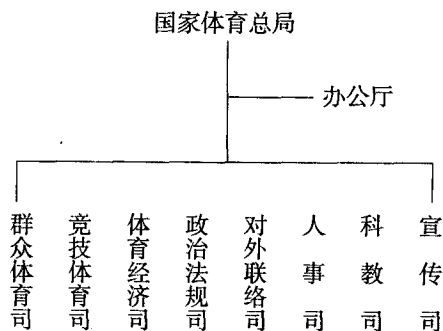 国家体育总局
办公厅
群众体育司
竞技体育司
体育经济司
政治法规司
对外联络司
人事司
科教司
宣传司